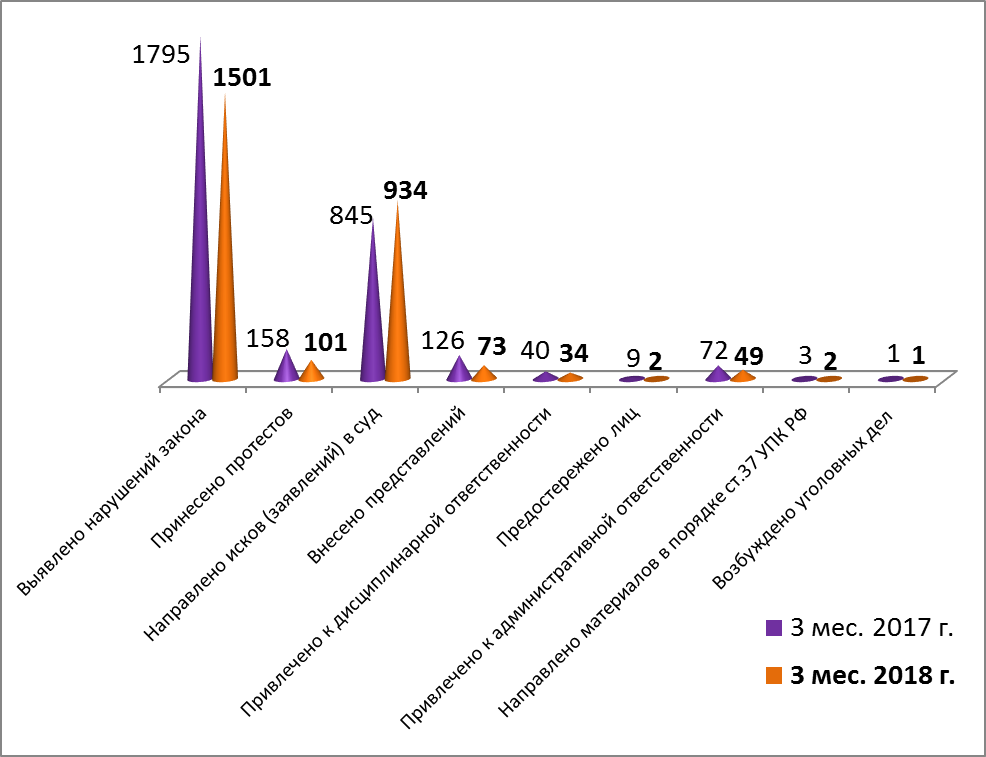 1795
1501
158
101
845
934
126
73
40
34
9
2
72
49
3
2
1
1
Выявлено нарушений закона
Принесено протестов
Направлено исков (заявлений) в суд
Внесено представлений
Привлечено к дисциплинарной ответственности
Предостережено лиц
Привлечено к административной ответственности
Направлено материалов в порядке ст.37 УПК РФ
Возбуждено уголовных дел
3 мес. 2017 г.
3 мес. 2018 г.